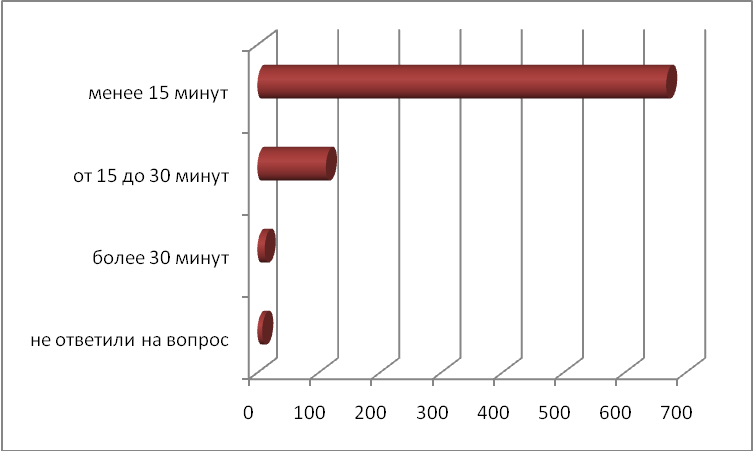 менее 15 минут
от 15 до 30 минут
более 30 минут
не ответили на вопрос
0 100 200 300 400 500 600 700